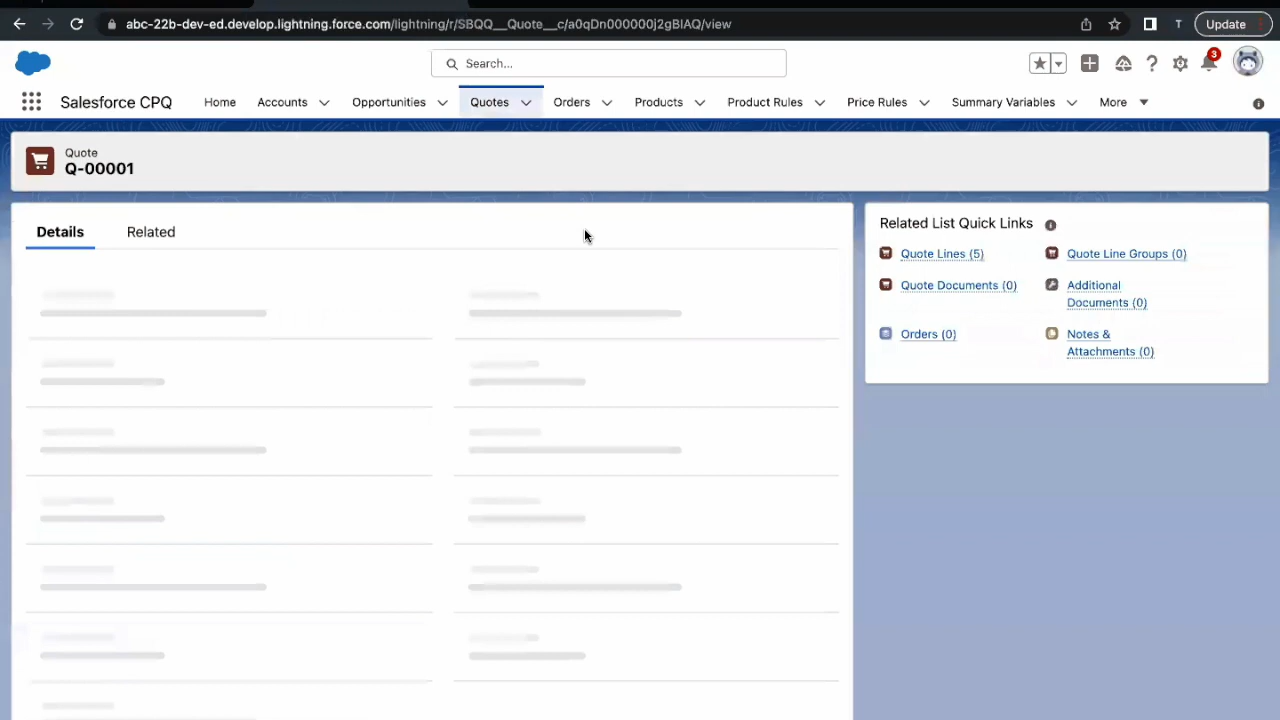 abc-22b-dev-ed.develop.lightning.force.com/lightning/r/SBQQ__Quote__c/a0qDn000000j2gBIAQ/view
T
Update
Search...
3
Salesforce CPQ
Home
Accounts
Opportunities
Quotes
Orders
Products
Product Rules
Price Rules
Summary Variables
More
Quote
Q-00001
Details
Related
Related List Quick Links
Quote Lines (5)
Quote Line Groups (0)
Quote Documents (0)
Additional
Documents (0)
Orders (0)
Notes &
Attachments (0)